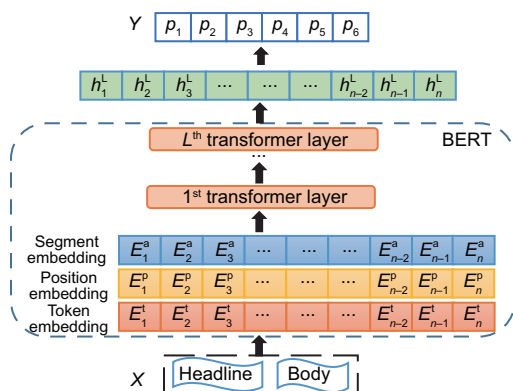 Y p₁ p₂ p₃ p₄ p₅ p₆
h₁ᴸ h₂ᴸ h₃ᴸ ... ... ... hₙ₋₂ᴸ hₙ₋₁ᴸ hₙᴸ
Lᵗʰ transformer layer BERT
...
1ˢᵗ transformer layer
Segment embedding E₁ᵃ E₂ᵃ E₃ᵃ ... ... ... Eₙ₋₂ᵃ Eₙ₋₁ᵃ Eₙᵃ
Position embedding E₁ᵖ E₂ᵖ E₃ᵖ ... ... ... Eₙ₋₂ᵖ Eₙ₋₁ᵖ Eₙᵖ
Token embedding E₁ᵗ E₂ᵗ E₃ᵗ ... ... ... Eₙ₋₂ᵗ Eₙ₋₁ᵗ Eₙᵗ
X Headline Body